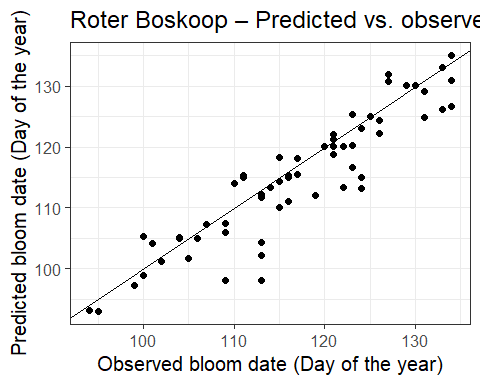 Roter Boskoop – Predicted vs. observe
Predicted bloom date (Day of the year)
130
120
110
100
100
110
120
130
Observed bloom date (Day of the year)